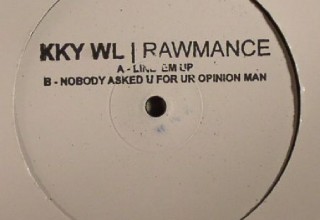 KKY WL | RAWMANCE
A - LINE 'EM UP
B - NOBODY ASKED U FOR UR OPINION MAN